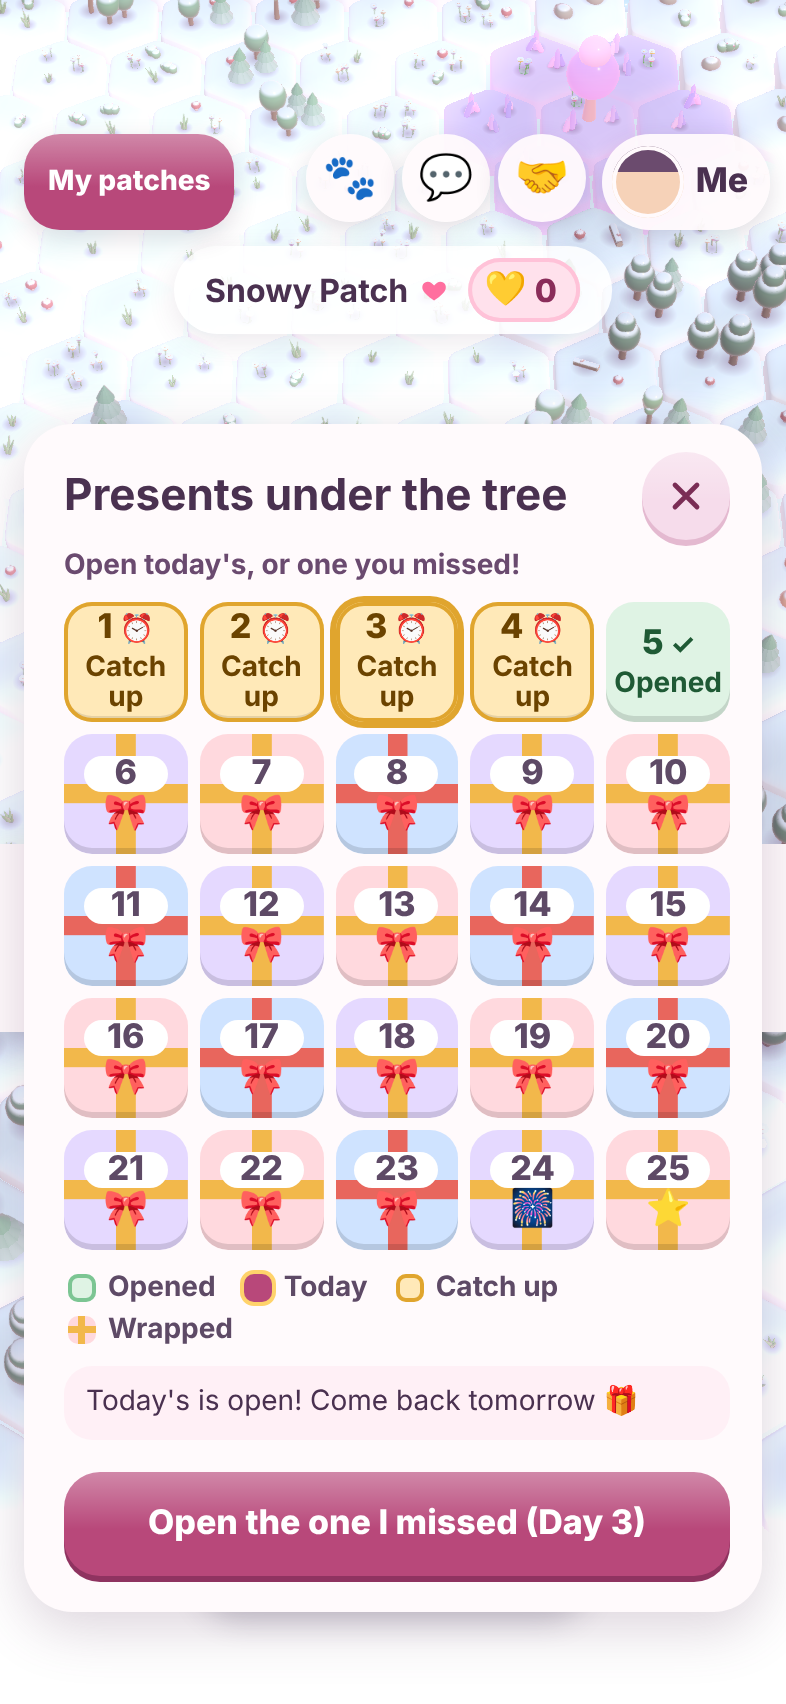 My patches
Me
Snowy Patch 0
Presents under the tree
Open today's, or one you missed!
1 2 3 4 5
Catch up Catch up Catch up Catch up Opened
6 7 8 9 10
11 12 13 14 15
16 17 18 19 20
21 22 23 24 25
Opened Today Catch up
Wrapped
Today's is open! Come back tomorrow
Open the one I missed (Day 3)